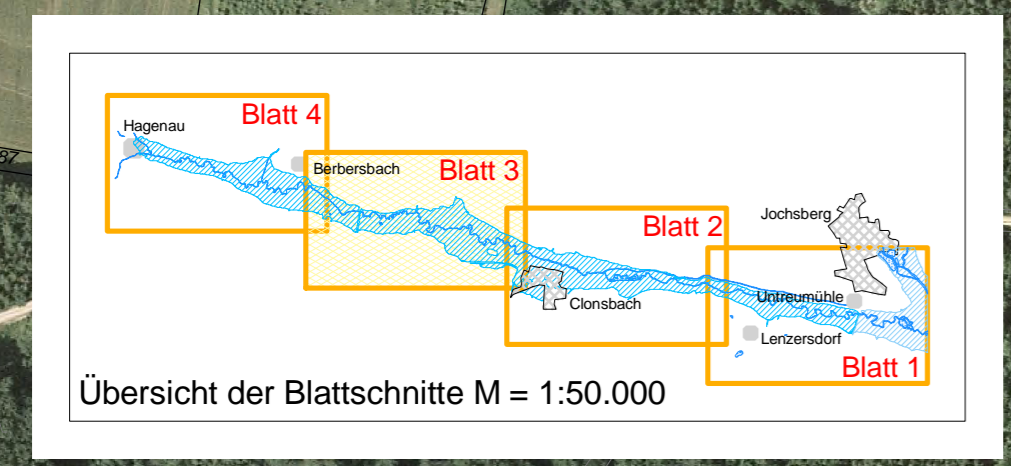 87
Blatt 4
Hagenau
Berbersbach
Blatt 3
Blatt 2
Jochsberg
Untreumühle
Clonsbach
Lenzersdorf
Blatt 1
Übersicht der Blattschnitte M = 1:50.000